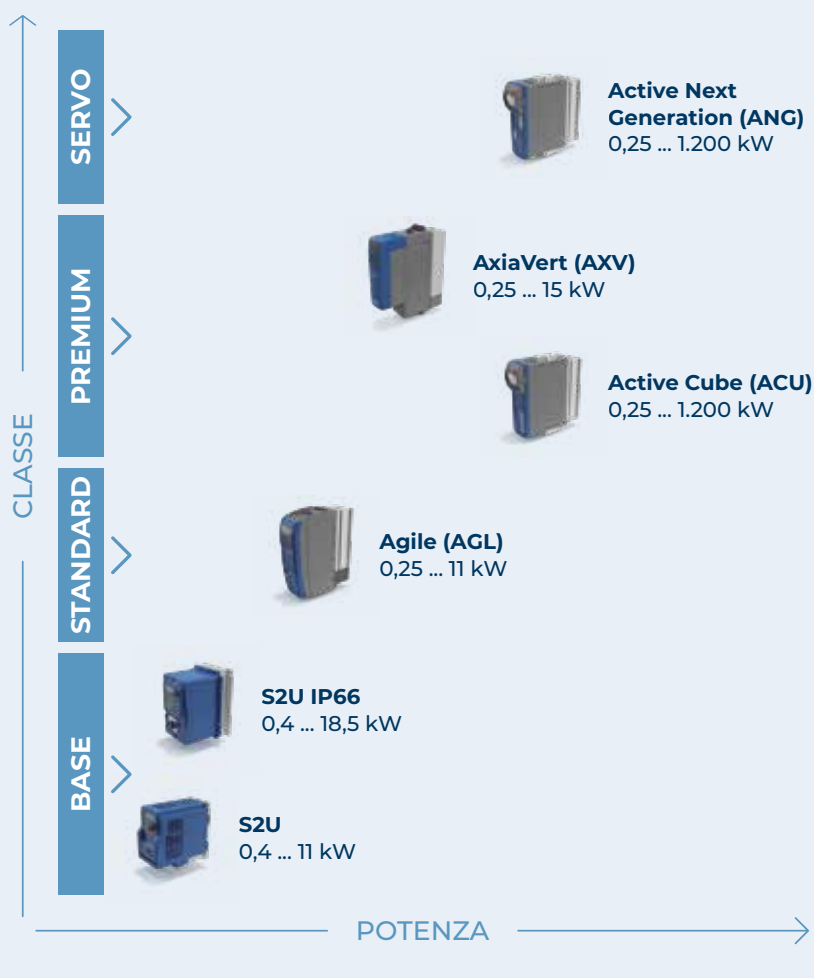 SERVO
Active Next
Generation (ANG)
0,25 ... 1.200 kW
PREMIUM
AxiaVert (AXV)
0,25 ... 15 kW
Active Cube (ACU)
0,25 ... 1.200 kW
CLASSE
STANDARD
Agile (AGL)
0,25 ... 11 kW
BASE
S2U IP66
0,4 ... 18,5 kW
S2U
0,4 ... 11 kW
POTENZA